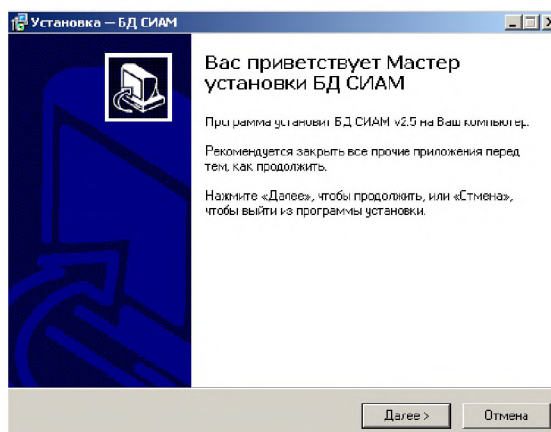 Установка — БД СИАМ
Вас приветствует Мастер
установки БД СИАМ
Программа установит БД СИАМ v2.5 на Ваш компьютер.
Рекомендуется закрыть все прочие приложения перед
тем, как продолжить.
Нажмите «Далее», чтобы продолжить, или «Отмена»,
чтобы выйти из программы установки.
Далее >
Отмена